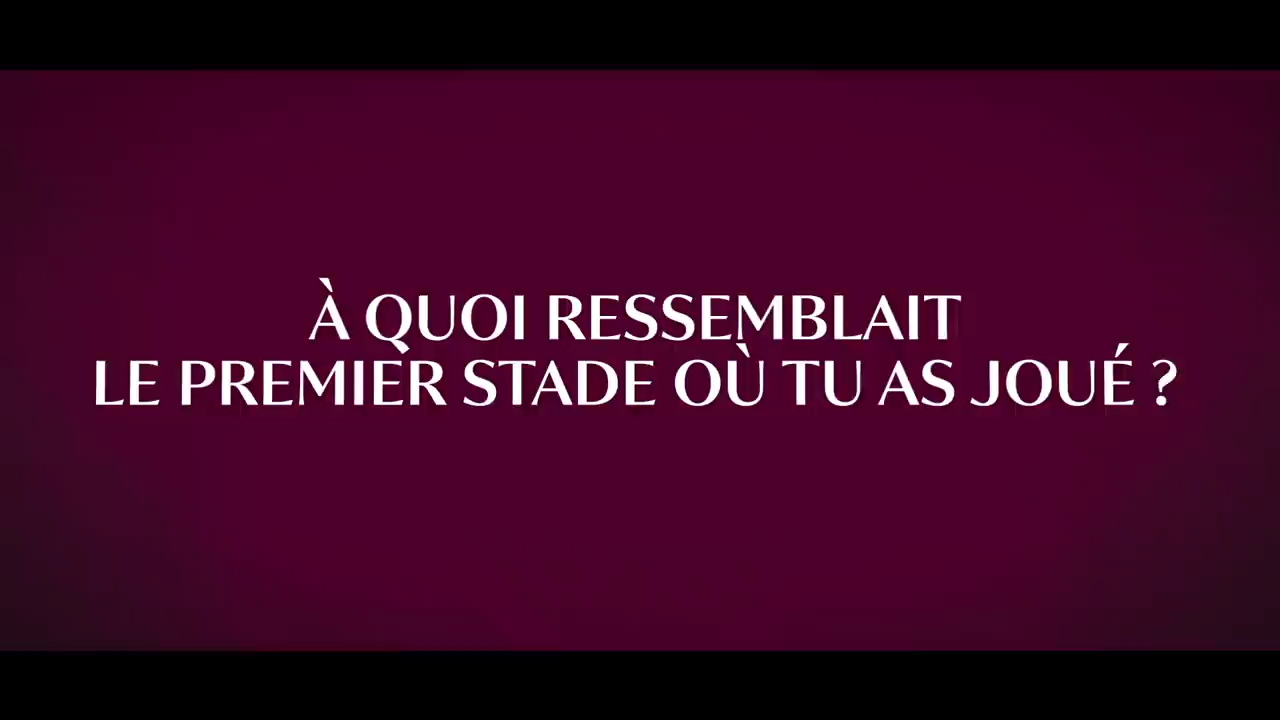 À QUOI RESSEMBLAIT
LE PREMIER STADE OÙ TU AS JOUÉ ?